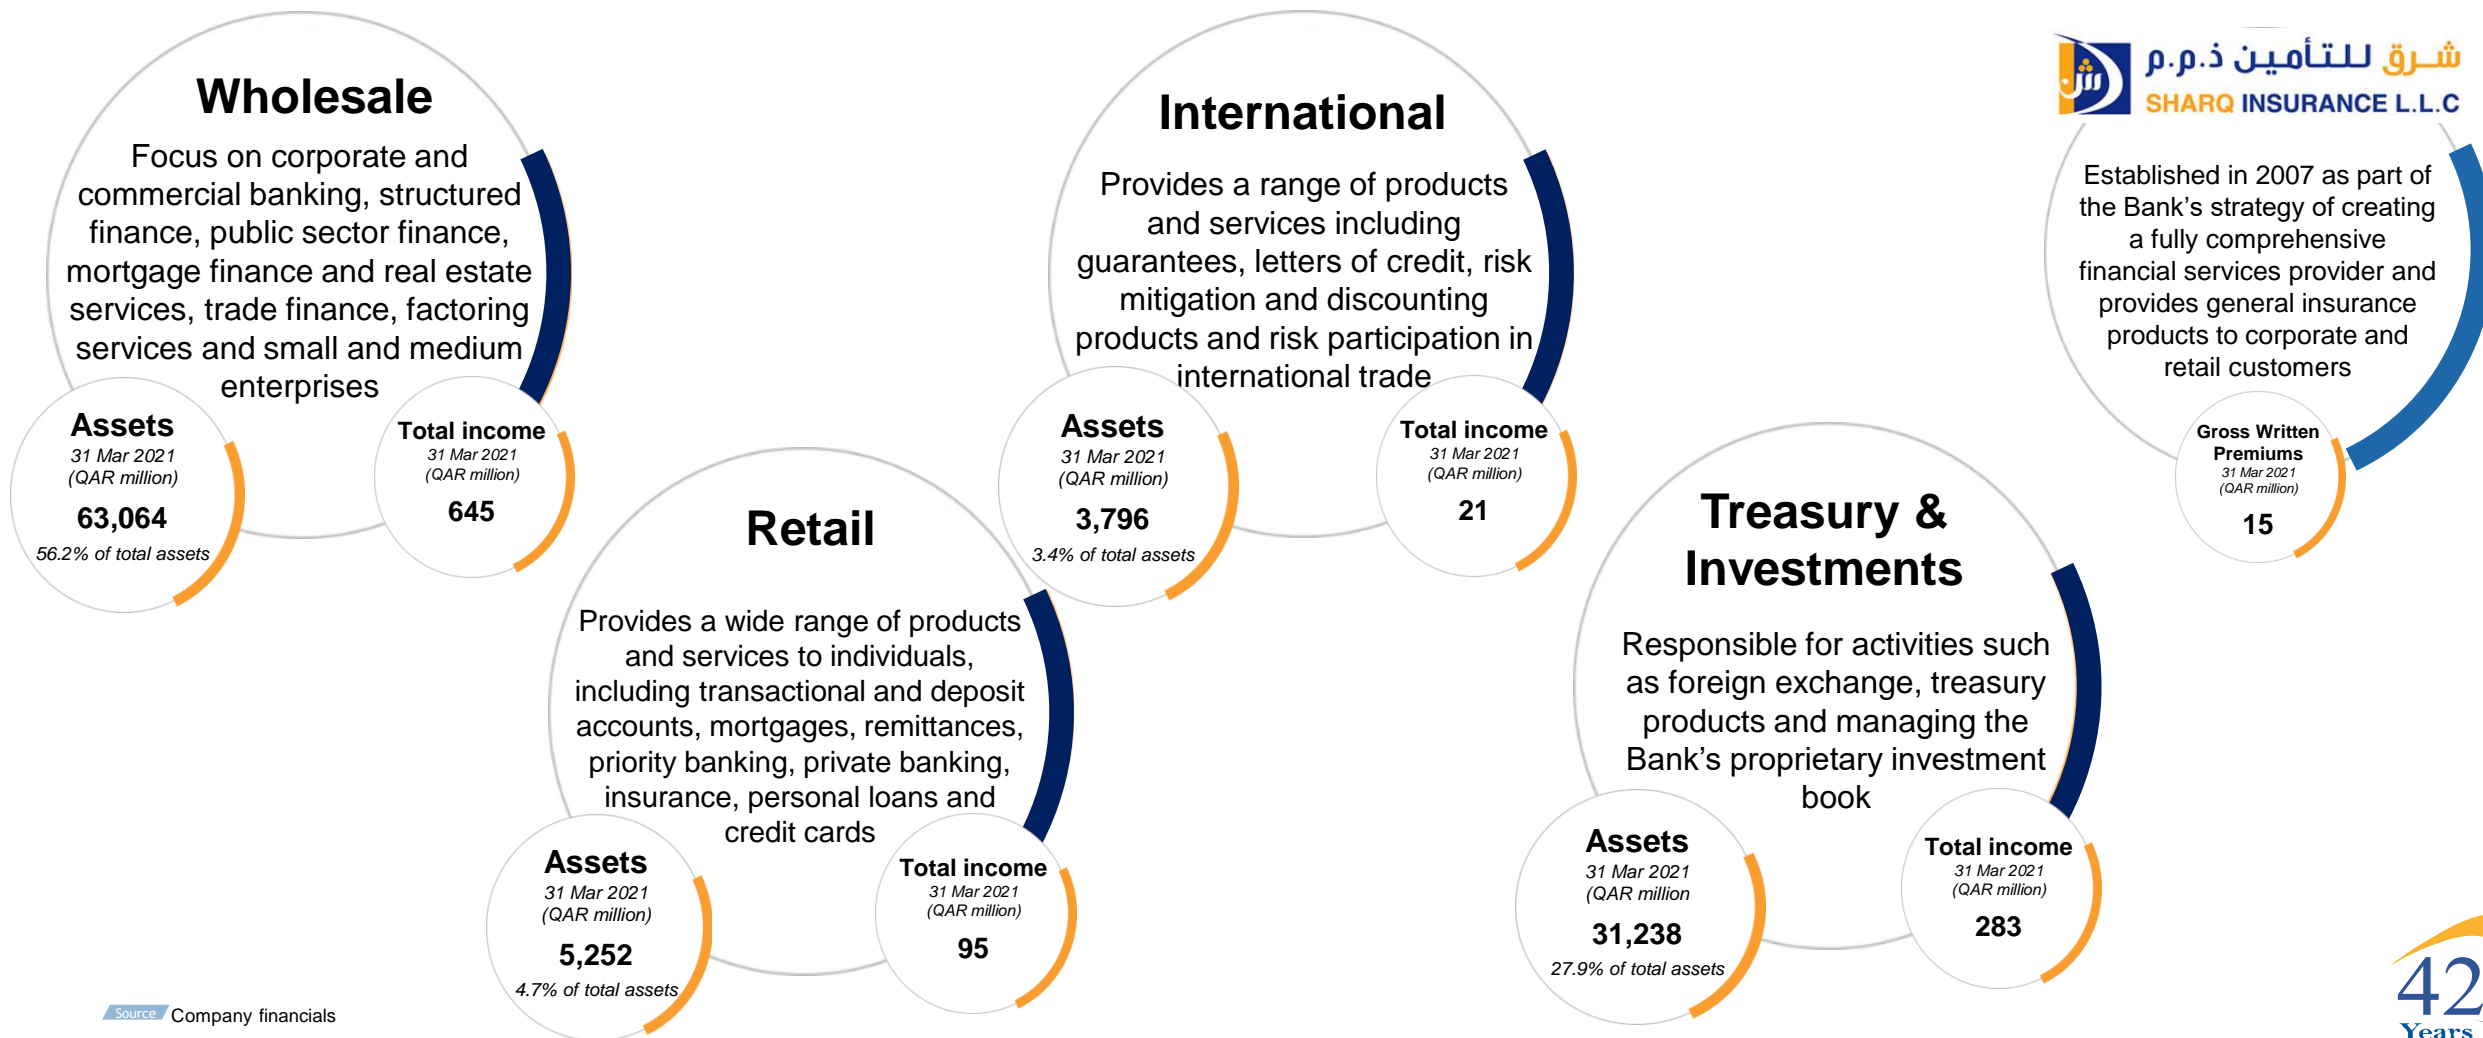 Wholesale
Focus on corporate and
commercial banking, structured
finance, public sector finance,
mortgage finance and real estate
services, trade finance, factoring
services and small and medium
enterprises
Assets
31 Mar 2021
(QAR million)
63,064
56.2% of total assets
Total income
31 Mar 2021
(QAR million)
645
Retail
Provides a wide range of products
and services to individuals,
including transactional and deposit
accounts, mortgages, remittances,
priority banking, private banking,
insurance, personal loans and
credit cards
Assets
31 Mar 2021
(QAR million)
5,252
4.7% of total assets
Total income
31 Mar 2021
(QAR million)
95
International
Provides a range of products
and services including
guarantees, letters of credit, risk
mitigation and discounting
products and risk participation in
international trade
Assets
31 Mar 2021
(QAR million)
3,796
3.4% of total assets
Total income
31 Mar 2021
(QAR million)
21
Treasury &
Investments
Responsible for activities such
as foreign exchange, treasury
products and managing the
Bank’s proprietary investment
book
Assets
31 Mar 2021
(QAR million
31,238
27.9% of total assets
Total income
31 Mar 2021
(QAR million)
283
شرق للتأمين ذ.م.م
SHARQ INSURANCE L.L.C
Established in 2007 as part of
the Bank’s strategy of creating
a fully comprehensive
financial services provider and
provides general insurance
products to corporate and
retail customers
Gross Written
Premiums
31 Mar 2021
(QAR million)
15
Source Company financials
42
Years